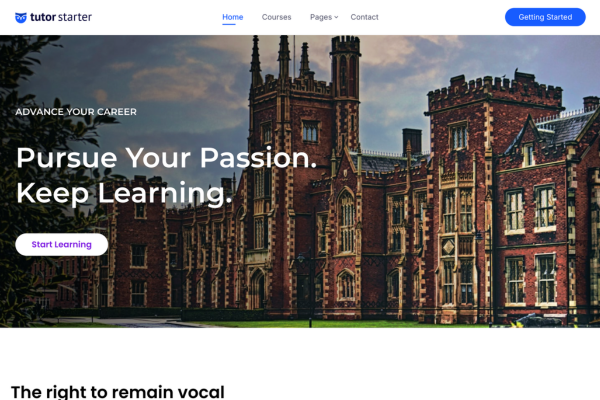 tutor starter
Home Courses Pages Contact
Getting Started
ADVANCE YOUR CAREER
Pursue Your Passion.
Keep Learning.
Start Learning
The right to remain vocal